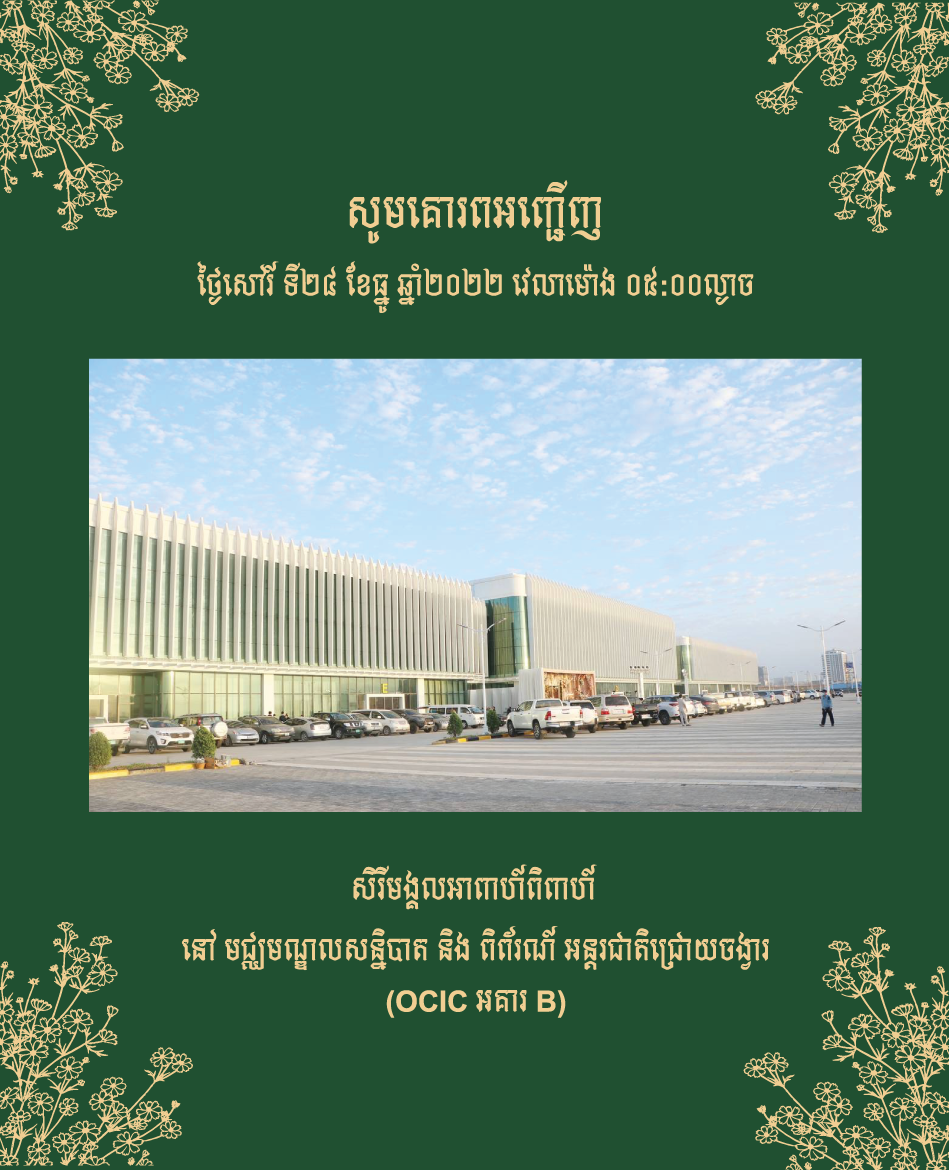 សូមគោរពអញ្ជើញ
ថ្ងៃសៅរ៍ ទី២៤ ខែធ្នូ ឆ្នាំ២០២២ វេលាម៉ោង ០៥:០០ល្ងាច
សិរីមង្គលអាពាហ៍ពិពាហ៍
នៅ មជ្ឈមណ្ឌលសន្និបាត និង ពិព័រណ៍ អន្តរជាតិជ្រោយចង្វារ
(OCIC អគារ B)